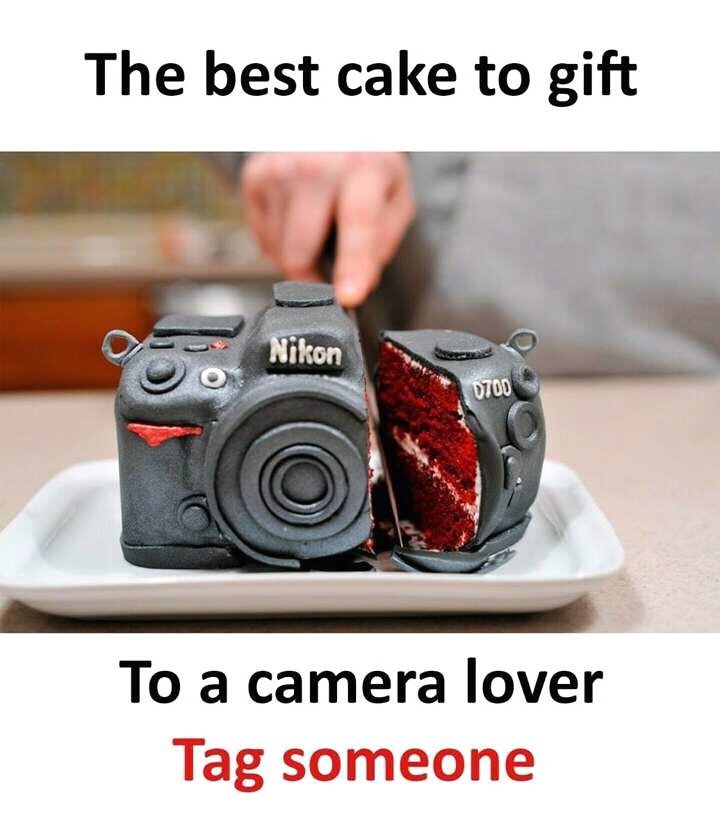 The best cake to gift
Nikon
D700
To a camera lover
Tag someone